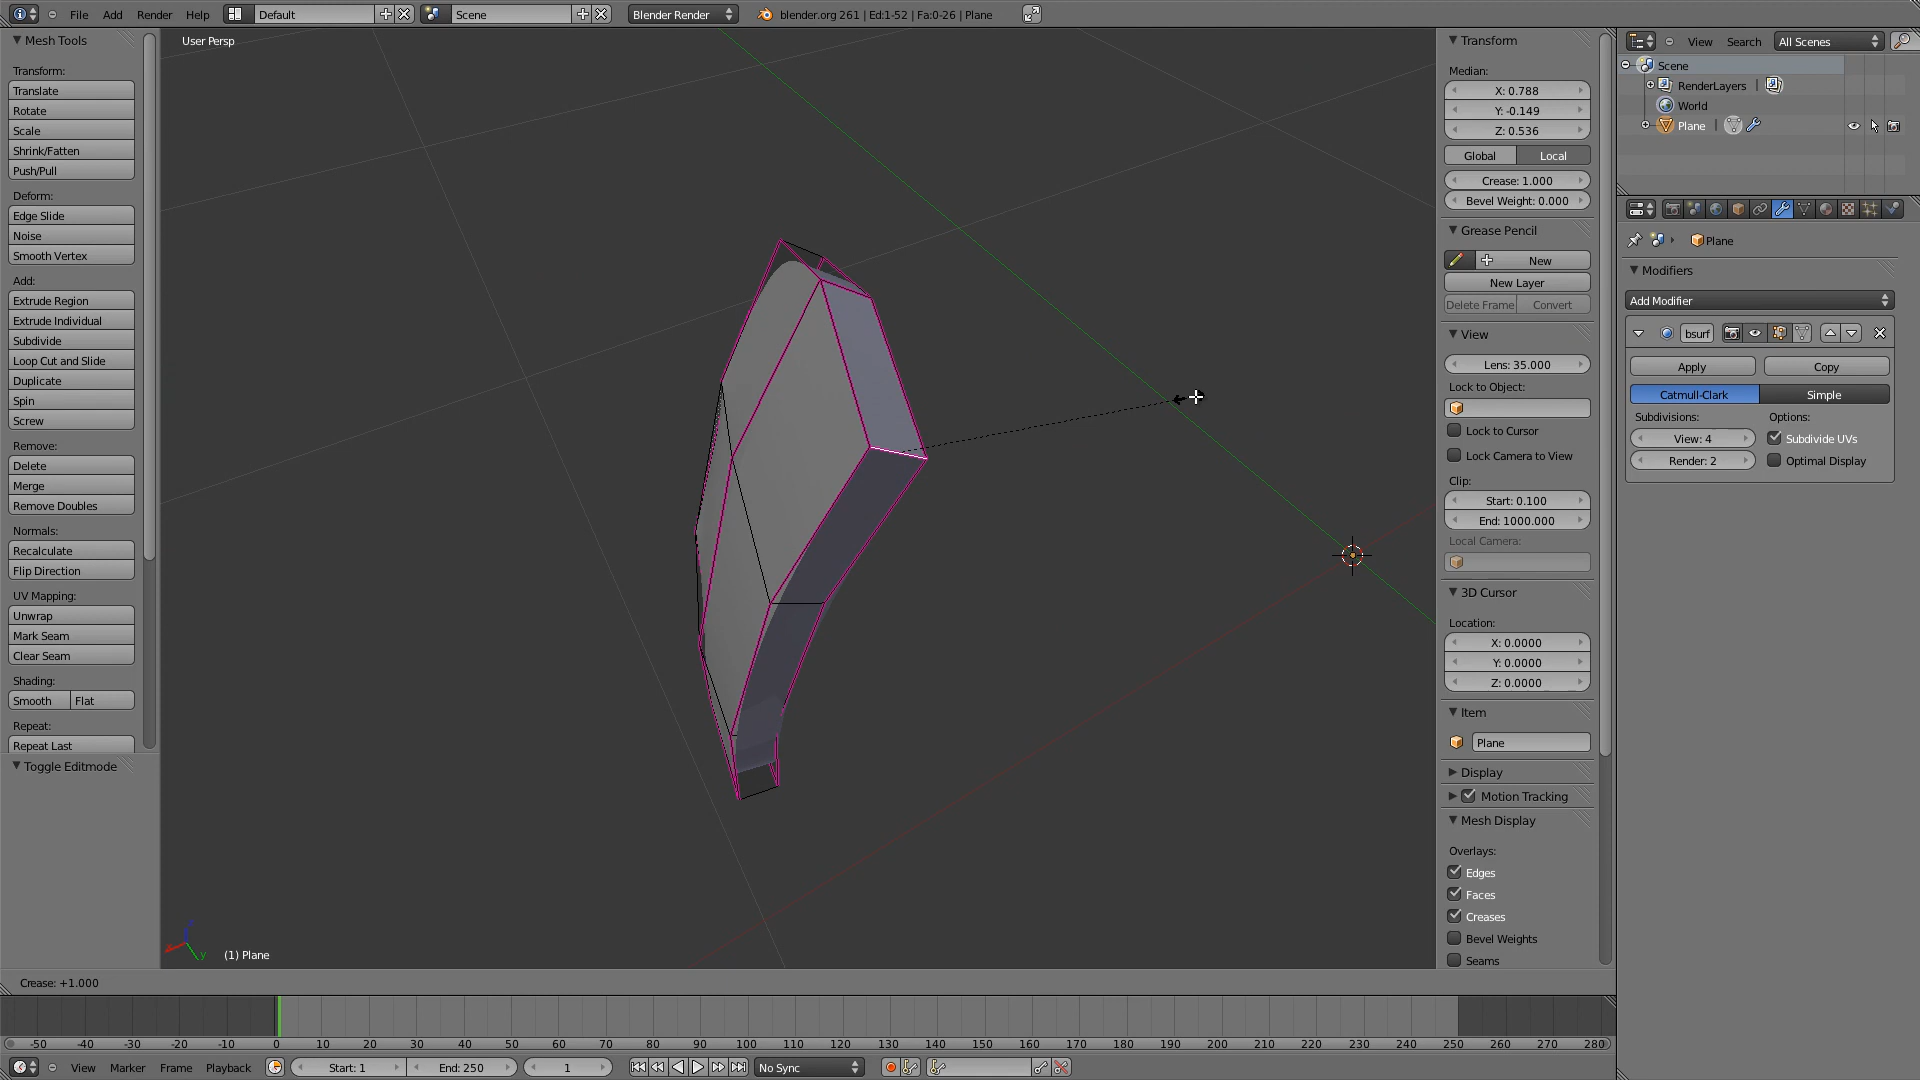 File Add Render Help Default Scene Blender Render blender.org 261 | Ed:1-52 | Fa:0-26 | Plane
Mesh Tools
Transform:
Translate
Rotate
Scale
Shrink/Fatten
Push/Pull
Deform:
Edge Slide
Noise
Smooth Vertex
Add:
Extrude Region
Extrude Individual
Subdivide
Loop Cut and Slide
Duplicate
Spin
Screw
Remove:
Delete
Merge
Remove Doubles
Normals:
Recalculate
Flip Direction
UV Mapping:
Unwrap
Mark Seam
Clear Seam
Shading:
Smooth Flat
Repeat:
Repeat Last
Toggle Editmode
User Persp
(1) Plane
Crease: +1.000
Transform
Median:
X: 0.788
Y: -0.149
Z: 0.536
Global Local
Crease: 1.000
Bevel Weight: 0.000
Grease Pencil
New
New Layer
Delete Frame Convert
View
Lens: 35.000
Lock to Object:
Lock to Cursor
Lock Camera to View
Clip:
Start: 0.100
End: 1000.000
Local Camera:
3D Cursor
Location:
X: 0.0000
Y: 0.0000
Z: 0.0000
Item
Plane
Display
Motion Tracking
Mesh Display
Overlays:
Edges
Faces
Creases
Bevel Weights
Seams
View Search All Scenes
Scene
RenderLayers |
World
Plane |
Plane
Modifiers
Add Modifier
bsurf
Apply Copy
Catmull-Clark Simple
Subdivisions: Options:
View: 4 Subdivide UVs
Render: 2 Optimal Display
-50 -40 -30 -20 -10 0 10 20 30 40 50 60 70 80 90 100 110 120 130 140 150 160 170 180 190 200 210 220 230 240 250 260 270 280
View Marker Frame Playback Start: 1 End: 250 1 No Sync